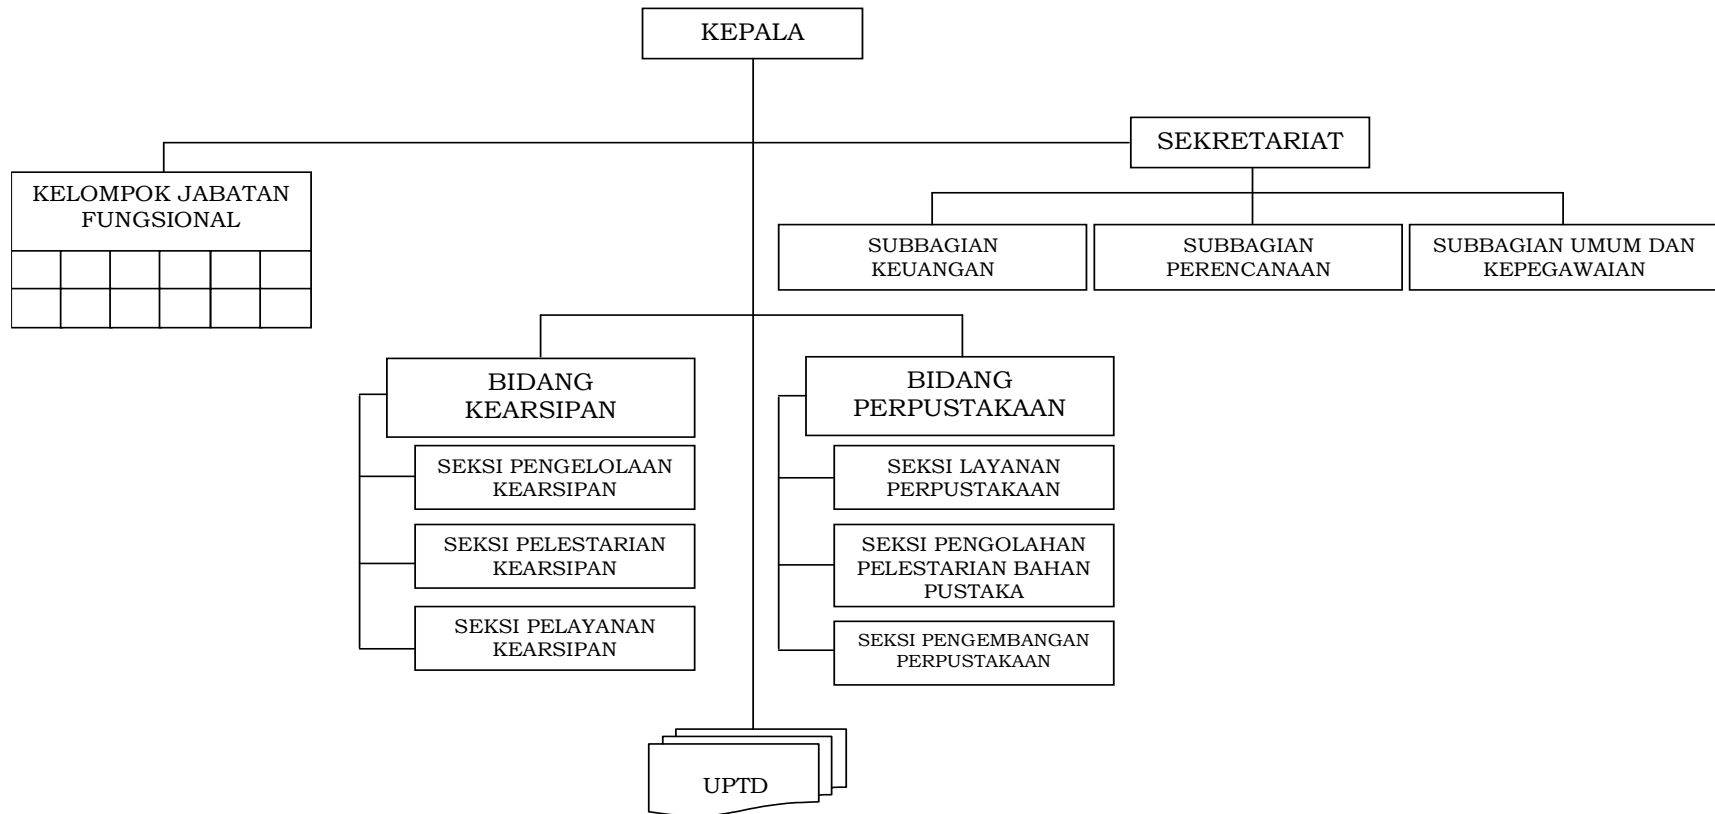 KEPALA
SEKRETARIAT
KELOMPOK JABATAN
FUNGSIONAL
SUBBAGIAN
KEUANGAN
SUBBAGIAN
PERENCANAAN
SUBBAGIAN UMUM DAN
KEPEGAWAIAN
BIDANG
KEARSIPAN
SEKSI PENGELOLAAN
KEARSIPAN
SEKSI PELESTARIAN
KEARSIPAN
SEKSI PELAYANAN
KEARSIPAN
BIDANG
PERPUSTAKAAN
SEKSI LAYANAN
PERPUSTAKAAN
SEKSI PENGOLAHAN
PELESTARIAN BAHAN
PUSTAKA
SEKSI PENGEMBANGAN
PERPUSTAKAAN
UPTD